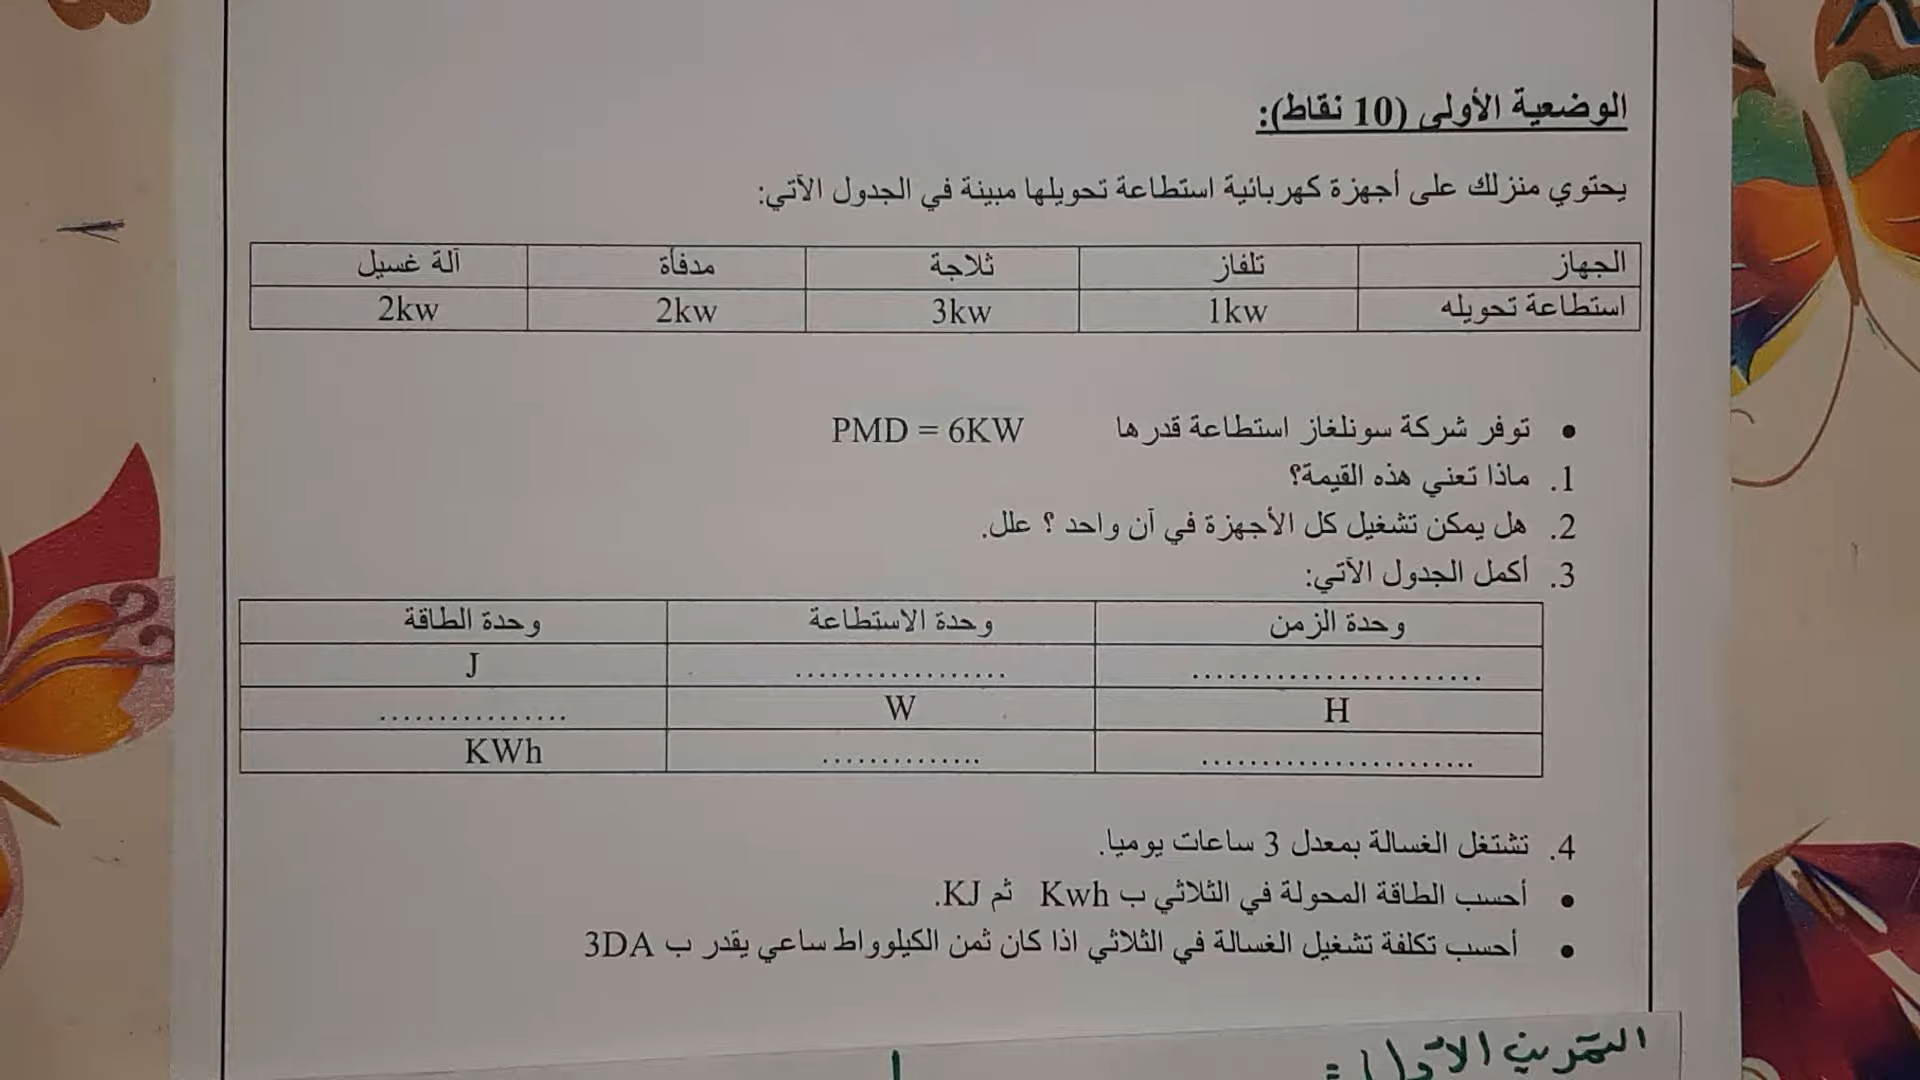 الوضعية الأولى (10 نقاط):
يحتوي منزلك على أجهزة كهربائية استطاعة تحويلها مبينة في الجدول الآتي:
الجهاز تلفاز ثلاجة مدفأة آلة غسيل
استطاعة تحويله 1kw 3kw 2kw 2kw
• توفر شركة سونلغاز استطاعة قدرها PMD = 6KW
1. ماذا تعني هذه القيمة؟
2. هل يمكن تشغيل كل الأجهزة في آن واحد ؟ علل.
3. أكمل الجدول الآتي:
وحدة الزمن وحدة الاستطاعة وحدة الطاقة
........................ .................. J
H W ................
....................... .............. KWh
4. تشتغل الغسالة بمعدل 3 ساعات يوميا.
• أحسب الطاقة المحولة في الثلاثي ب Kwh ثم KJ.
• أحسب تكلفة تشغيل الغسالة في الثلاثي اذا كان ثمن الكيلوواط ساعي يقدر ب 3DA
التمرين الأول: